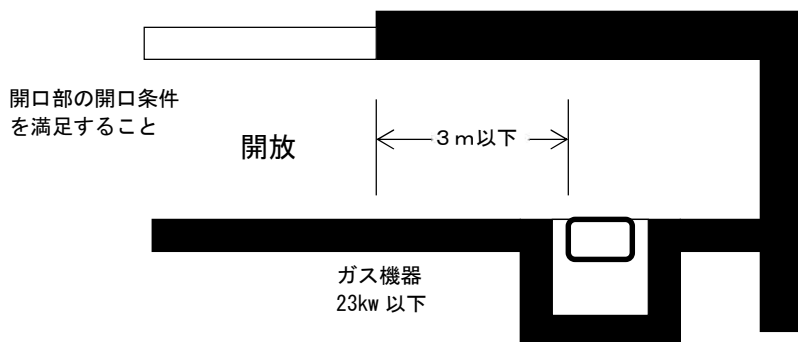 開口部の開口条件
を満足すること
開放
3m以下
ガス機器
23kw 以下